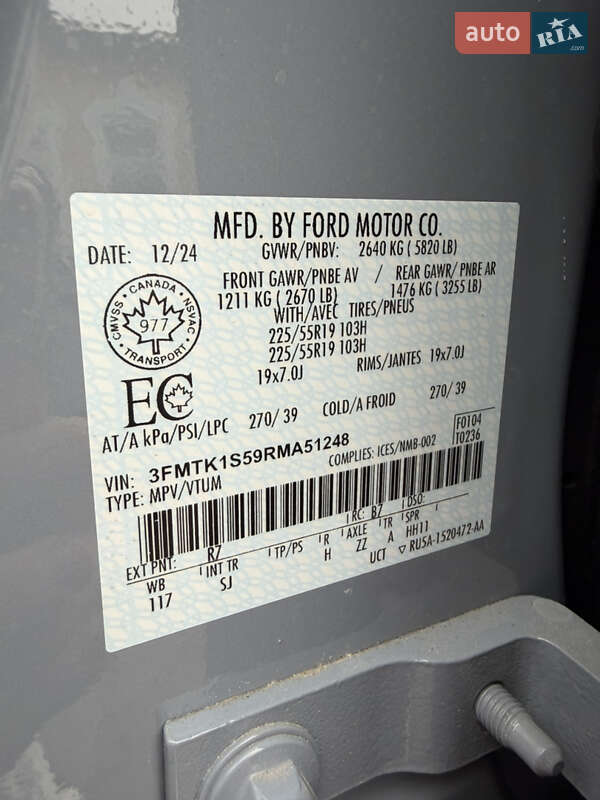 auto RIA .com
MFD. BY FORD MOTOR CO.
DATE: 12/24 GVWR/PNBV: 2640 KG ( 5820 LB)
FRONT GAWR/PNBE AV / REAR GAWR/ PNBE AR
1211 KG ( 2670 LB) 1476 KG ( 3255 LB)
WITH/AVEC TIRES/PNEUS
225/55R19 103H
225/55R19 103H
19x7.0J RIMS/JANTES 19x7.0J
CMVSS · CANADA · NSVAC
977
TRANSPORT
EC
AT/A kPa/PSI/LPC 270/ 39 COLD/A FROID 270/ 39
VIN: 3FMTK1S59RMA51248 COMPLIES: ICES/NMB-002 F0104
TYPE: MPV/VTUM T0236
EXT PNT: R7 RC: B7 DSO:
WB INT TR TP/PS R AXLE TR SPR
117 SJ H ZZ A HH11
UCT ▽ RU5A-1520472-AA